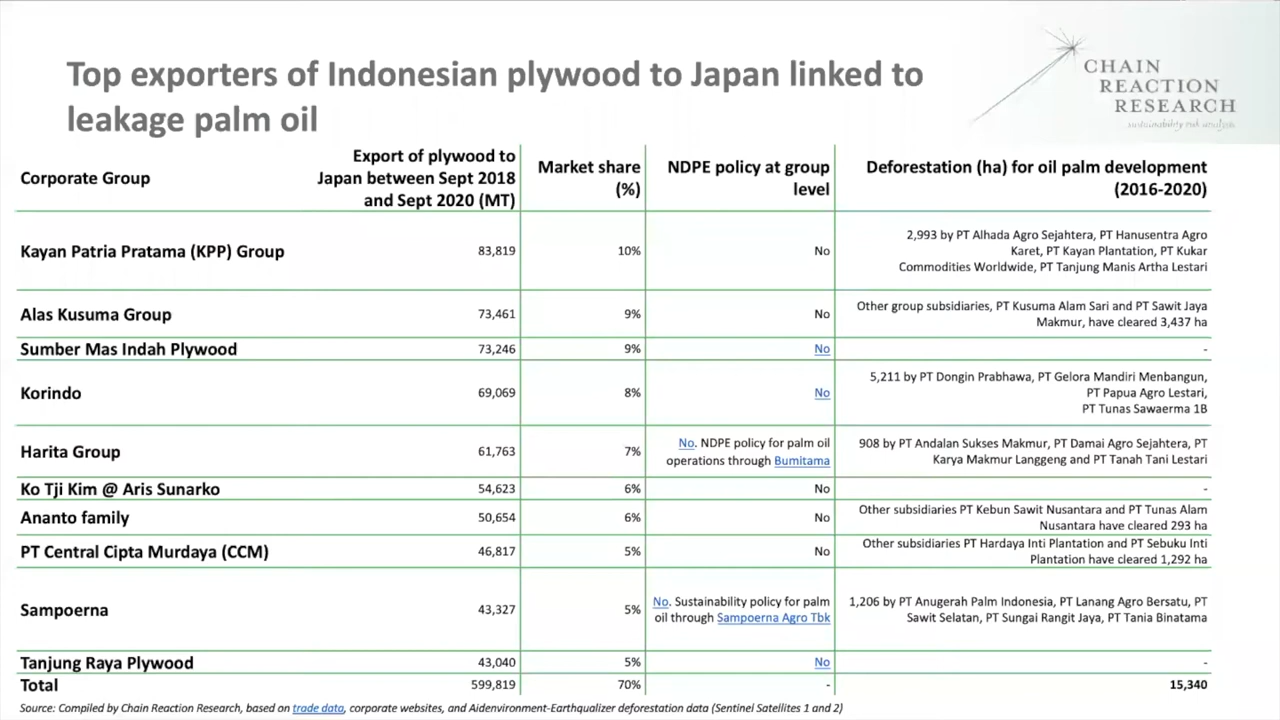 Top exporters of Indonesian plywood to Japan linked to
leakage palm oil
CHAIN
REACTION
RESEARCH
sustainability risk analysis
Corporate Group
Export of plywood to
Japan between Sept 2018
and Sept 2020 (MT)
Market share
(%)
NDPE policy at group
level
Deforestation (ha) for oil palm development
(2016-2020)
Kayan Patria Pratama (KPP) Group
83,819
10%
No
2,993 by PT Alhada Agro Sejahtera, PT Hanusentra Agro
Karet, PT Kayan Plantation, PT Kukar
Commodities Worldwide, PT Tanjung Manis Artha Lestari
Alas Kusuma Group
73,461
9%
No
Other group subsidiaries, PT Kusuma Alam Sari and PT Sawit Jaya
Makmur, have cleared 3,437 ha
Sumber Mas Indah Plywood
73,246
9%
No
-
Korindo
69,069
8%
No
5,211 by PT Dongin Prabhawa, PT Gelora Mandiri Menbangun,
PT Papua Agro Lestari,
PT Tunas Sawaerma 1B
Harita Group
61,763
7%
No. NDPE policy for palm oil
operations through Bumitama
908 by PT Andalan Sukses Makmur, PT Damai Agro Sejahtera, PT
Karya Makmur Langgeng and PT Tanah Tani Lestari
Ko Tji Kim @ Aris Sunarko
54,623
6%
No
-
Ananto family
50,654
6%
No
Other subsidiaries PT Kebun Sawit Nusantara and PT Tunas Alam
Nusantara have cleared 293 ha
PT Central Cipta Murdaya (CCM)
46,817
5%
No
Other subsidiaries PT Hardaya Inti Plantation and PT Sebuku Inti
Plantation have cleared 1,292 ha
Sampoerna
43,327
5%
No. Sustainability policy for palm
oil through Sampoerna Agro Tbk
1,206 by PT Anugerah Palm Indonesia, PT Lanang Agro Bersatu, PT
Sawit Selatan, PT Sungai Rangit Jaya, PT Tania Binatama
Tanjung Raya Plywood
43,040
5%
No
-
Total
599,819
70%
-
15,340
Source: Compiled by Chain Reaction Research, based on trade data, corporate websites, and Aidenvironment-Earthqualizer deforestation data (Sentinel Satellites 1 and 2)